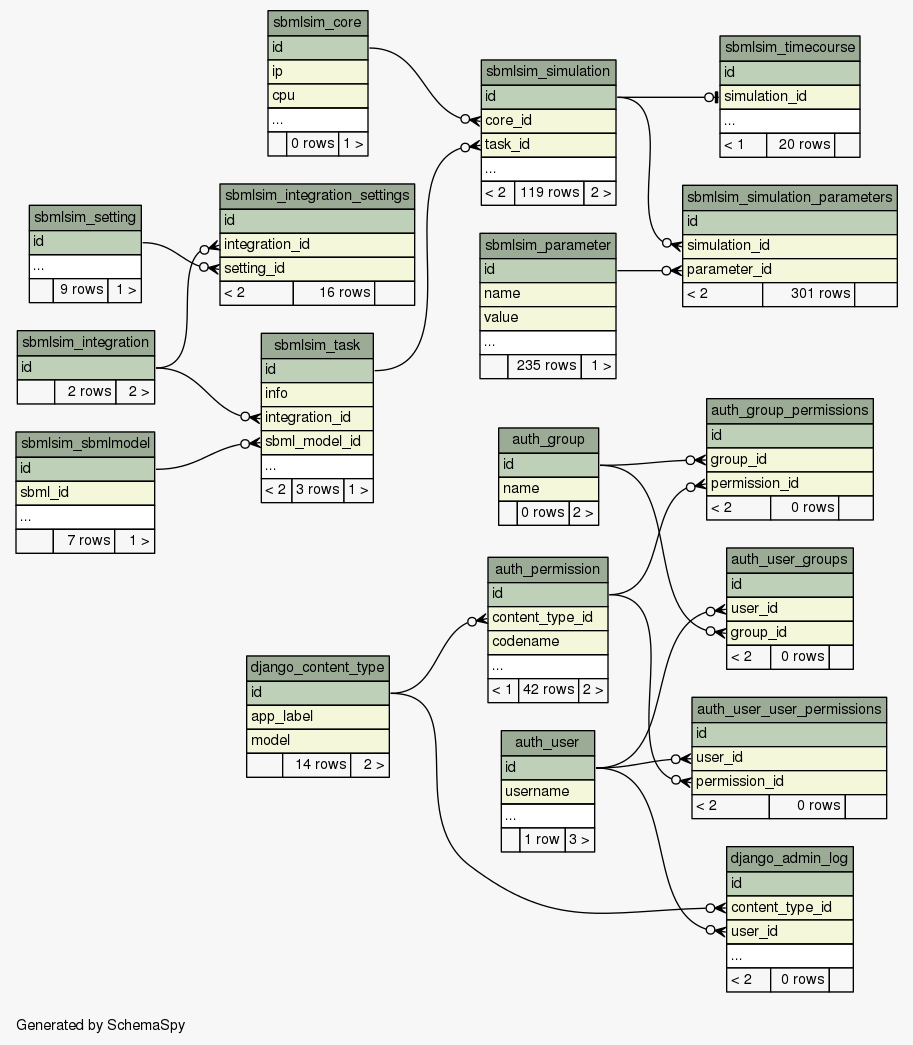 sbmlsim_core
id
ip
cpu
...
0 rows 1 >
sbmlsim_simulation
id
core_id
task_id
...
< 2 119 rows 2 >
sbmlsim_timecourse
id
simulation_id
...
< 1 20 rows
sbmlsim_setting
id
...
9 rows 1 >
sbmlsim_integration_settings
id
integration_id
setting_id
< 2 16 rows
sbmlsim_parameter
id
name
value
...
235 rows 1 >
sbmlsim_simulation_parameters
id
simulation_id
parameter_id
< 2 301 rows
sbmlsim_integration
id
2 rows 2 >
sbmlsim_task
id
info
integration_id
sbml_model_id
...
< 2 3 rows 1 >
sbmlsim_sbmlmodel
id
sbml_id
...
7 rows 1 >
auth_group
id
name
0 rows 2 >
auth_group_permissions
id
group_id
permission_id
< 2 0 rows
auth_permission
id
content_type_id
codename
...
< 1 42 rows 2 >
auth_user_groups
id
user_id
group_id
< 2 0 rows
django_content_type
id
app_label
model
14 rows 2 >
auth_user
id
username
...
1 row 3 >
auth_user_user_permissions
id
user_id
permission_id
< 2 0 rows
django_admin_log
id
content_type_id
user_id
...
< 2 0 rows
Generated by SchemaSpy